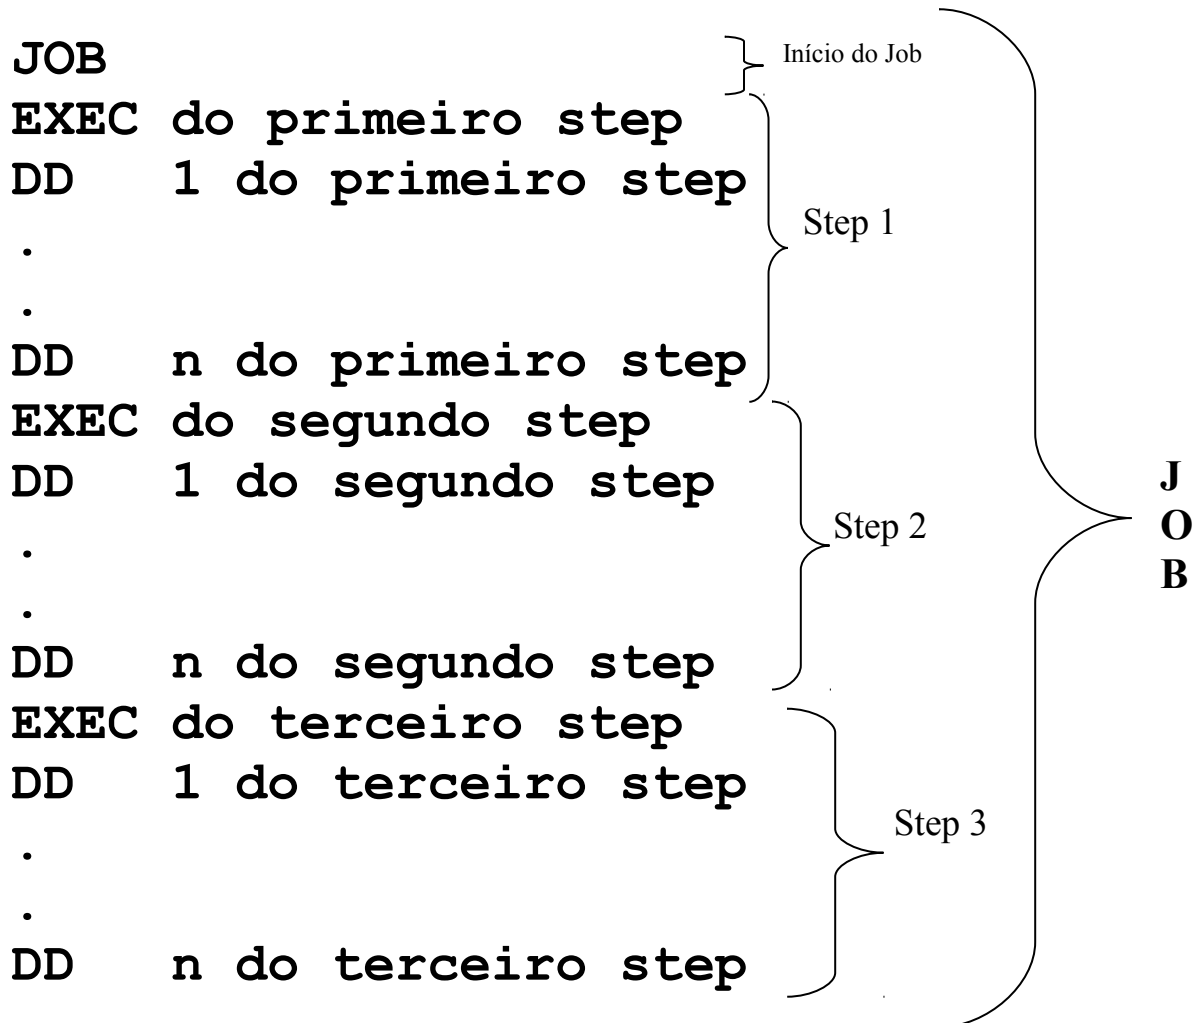 JOB
Início do Job
EXEC do primeiro step
DD 1 do primeiro step
Step 1
.
.
DD n do primeiro step
EXEC do segundo step
DD 1 do segundo step
Step 2
.
.
DD n do segundo step
EXEC do terceiro step
DD 1 do terceiro step
Step 3
.
.
DD n do terceiro step
J
O
B